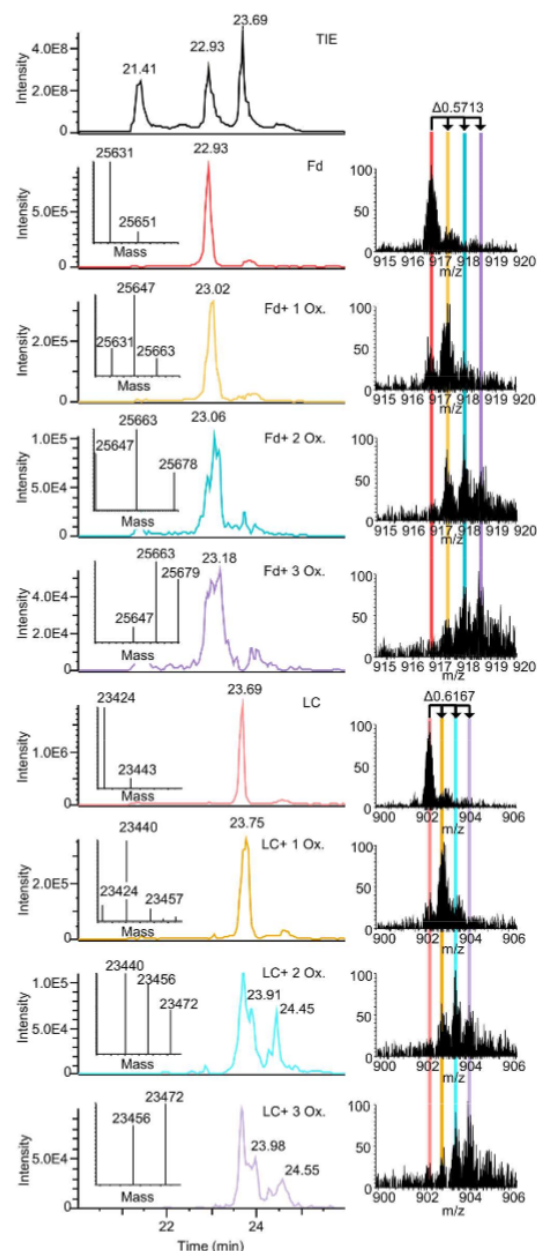 TIE
4.0E8
2.0E8
0
Intensity
21.41
22.93
23.69
Fd
5.0E5
0
Intensity
25631
25651
Mass
22.93
Δ0.5713
100
50
0
915 916 917 918 919 920
m/z
Fd+ 1 Ox.
2.0E5
0
Intensity
25647
25631
25663
Mass
23.02
100
50
0
915 916 917 918 919 920
m/z
Fd+ 2 Ox.
1.0E5
5.0E4
0
Intensity
25663
25647
25678
Mass
23.06
100
50
0
915 916 917 918 919 920
m/z
Fd+ 3 Ox.
4.0E4
2.0E4
0
Intensity
25663
25679
25647
Mass
23.18
100
50
0
915 916 917 918 919 920
m/z
LC
1.0E6
0
Intensity
23424
23443
Mass
23.69
Δ0.6167
100
50
0
900 902 904 906
m/z
LC+ 1 Ox.
2.0E5
0
Intensity
23440
23424
23457
Mass
23.75
100
50
0
900 902 904 906
m/z
LC+ 2 Ox.
1.0E5
5.0E4
0
Intensity
23440
23456
23472
Mass
23.91
24.45
100
50
0
900 902 904 906
m/z
LC+ 3 Ox.
5.0E4
0
Intensity
23472
23456
Mass
23.98
24.55
100
50
0
900 902 904 906
m/z
22 24
Time (min)